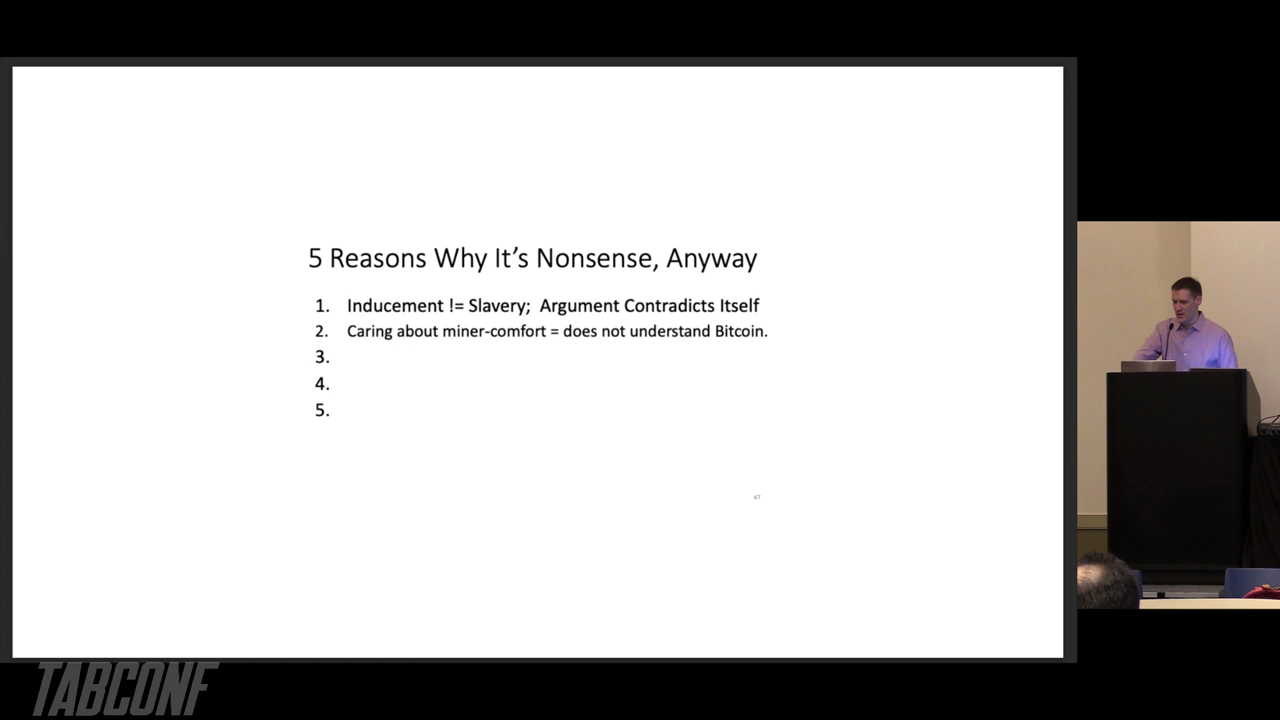 5 Reasons Why It's Nonsense, Anyway
1. Inducement != Slavery; Argument Contradicts Itself
2. Caring about miner-comfort = does not understand Bitcoin.
3.
4.
5.
67
TABCONF